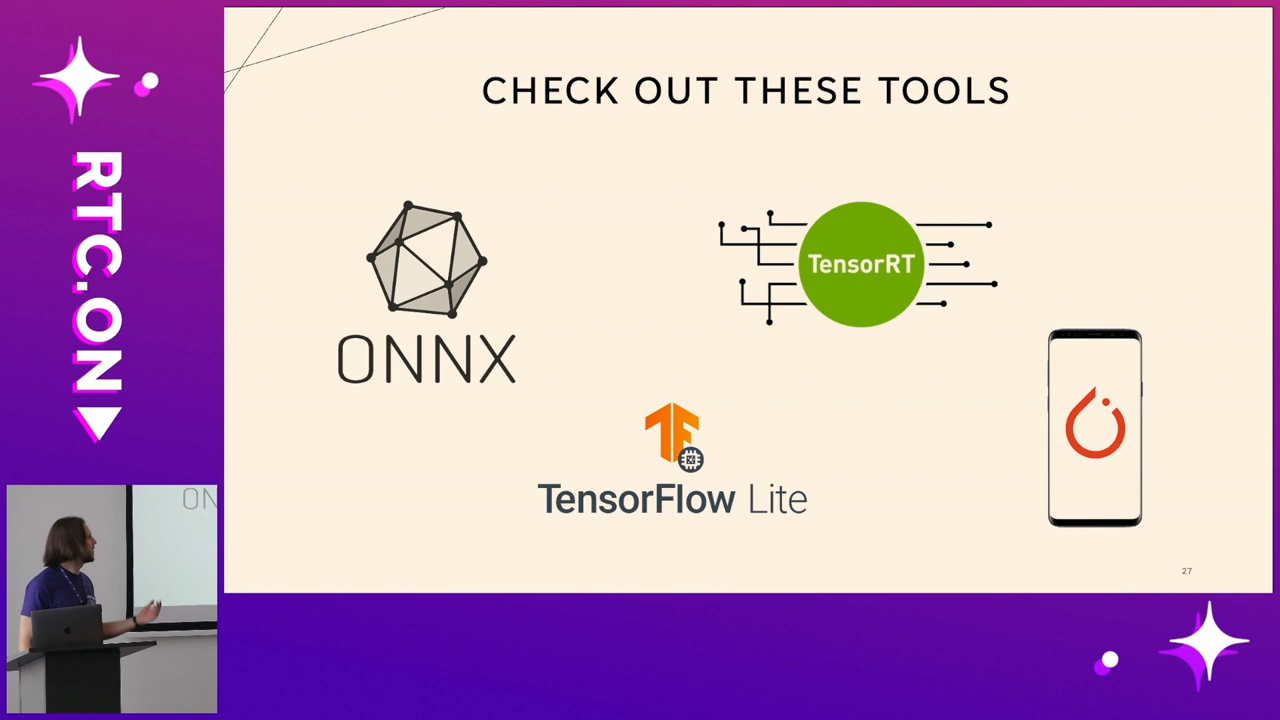 CHECK OUT THESE TOOLS
RTC.ON
TensorRT
ONNX
TensorFlow Lite
27
ON